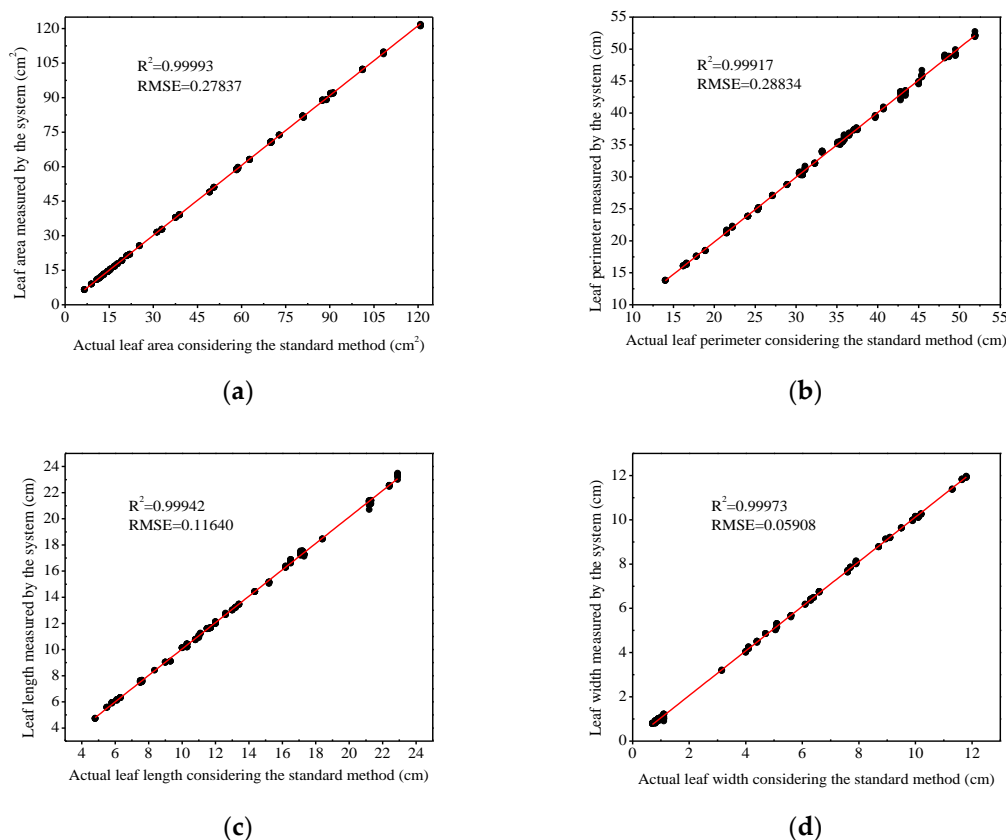 120
105
90
75
60
45
30
15
0
Leaf area measured by the system (cm²)
R²=0.99993
RMSE=0.27837
0 15 30 45 60 75 90 105 120
Actual leaf area considering the standard method (cm²)
(a)
55
50
45
40
35
30
25
20
15
10
Leaf perimeter measured by the system (cm)
R²=0.99917
RMSE=0.28834
10 15 20 25 30 35 40 45 50 55
Actual leaf perimeter considering the standard method (cm)
(b)
24
22
20
18
16
14
12
10
8
6
4
Leaf length measured by the system (cm)
R²=0.99942
RMSE=0.11640
4 6 8 10 12 14 16 18 20 22 24
Actual leaf length considering the standard method (cm)
(c)
12
10
8
6
4
2
0
Leaf width measured by the system (cm)
R²=0.99973
RMSE=0.05908
0 2 4 6 8 10 12
Actual leaf width considering the standard method (cm)
(d)